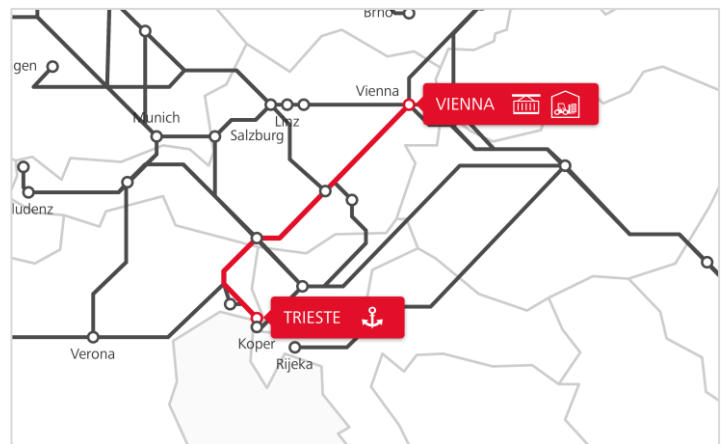 Brno
gen
Vienna
VIENNA
Munich
Linz
Salzburg
ludenz
TRIESTE
Koper
Verona
Rijeka